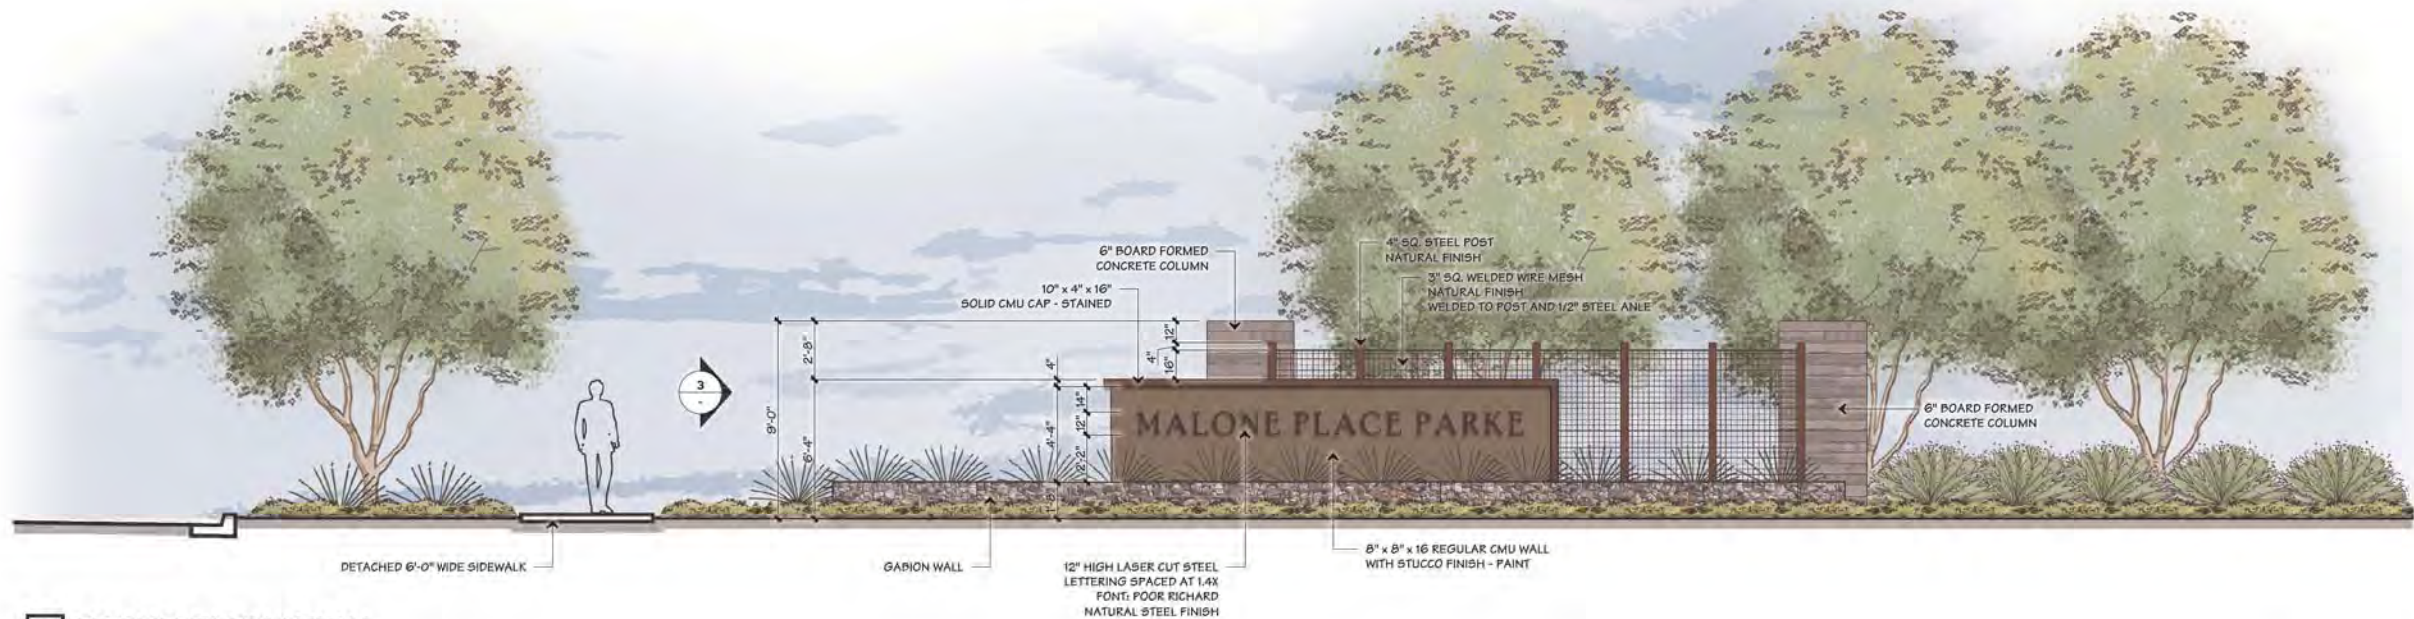 6" BOARD FORMED
CONCRETE COLUMN
4" SQ. STEEL POST
NATURAL FINISH
3" SQ. WELDED WIRE MESH
NATURAL FINISH
WELDED TO POST AND 1/2" STEEL ANLE
10" x 4" x 16"
SOLID CMU CAP - STAINED
9'-0"
2'-8"
6'-4"
4"
4'-4"
1'-8"
12"
4"
16"
14"
12"
2'-2"
3
-
MALONE PLACE PARKE
6" BOARD FORMED
CONCRETE COLUMN
DETACHED 6'-0" WIDE SIDEWALK
GABION WALL
12" HIGH LASER CUT STEEL
LETTERING SPACED AT 1.4X
FONT: POOR RICHARD
NATURAL STEEL FINISH
8" x 8" x 16 REGULAR CMU WALL
WITH STUCCO FINISH - PAINT